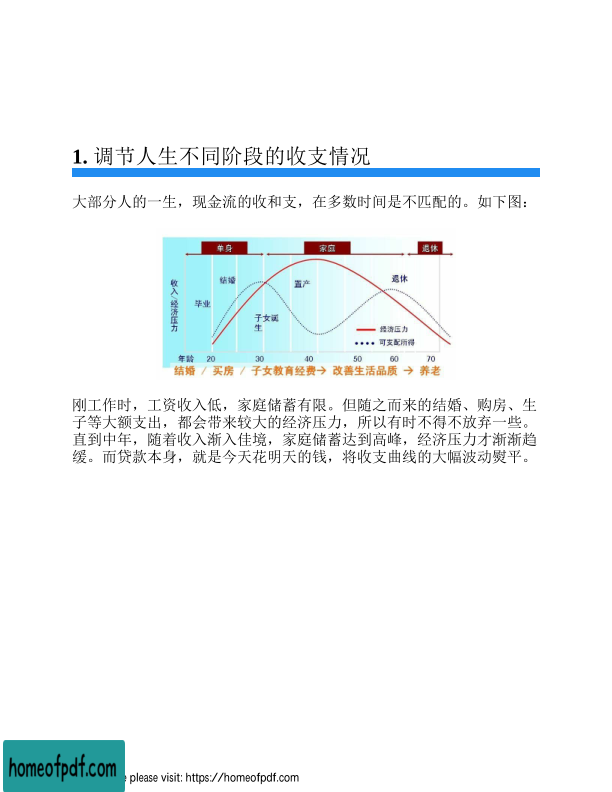 1. 调节人生不同阶段的收支情况
大部分人的一生，现金流的收和支，在多数时间是不匹配的。如下图：
单身
家庭
退休
收入/经济压力
毕业
结婚
子女诞生
置产
退休
经济压力
可支配所得
年龄 20 30 40 50 60 70
结婚 / 买房 / 子女教育经费→ 改善生活品质 → 养老
刚工作时，工资收入低，家庭储蓄有限。但随之而来的结婚、购房、生
子等大额支出，都会带来较大的经济压力，所以有时不得不放弃一些。
直到中年，随着收入渐入佳境，家庭储蓄达到高峰，经济压力才渐渐趋
缓。而贷款本身，就是今天花明天的钱，将收支曲线的大幅波动熨平。
homeofpdf.com
e please visit: https://homeofpdf.com